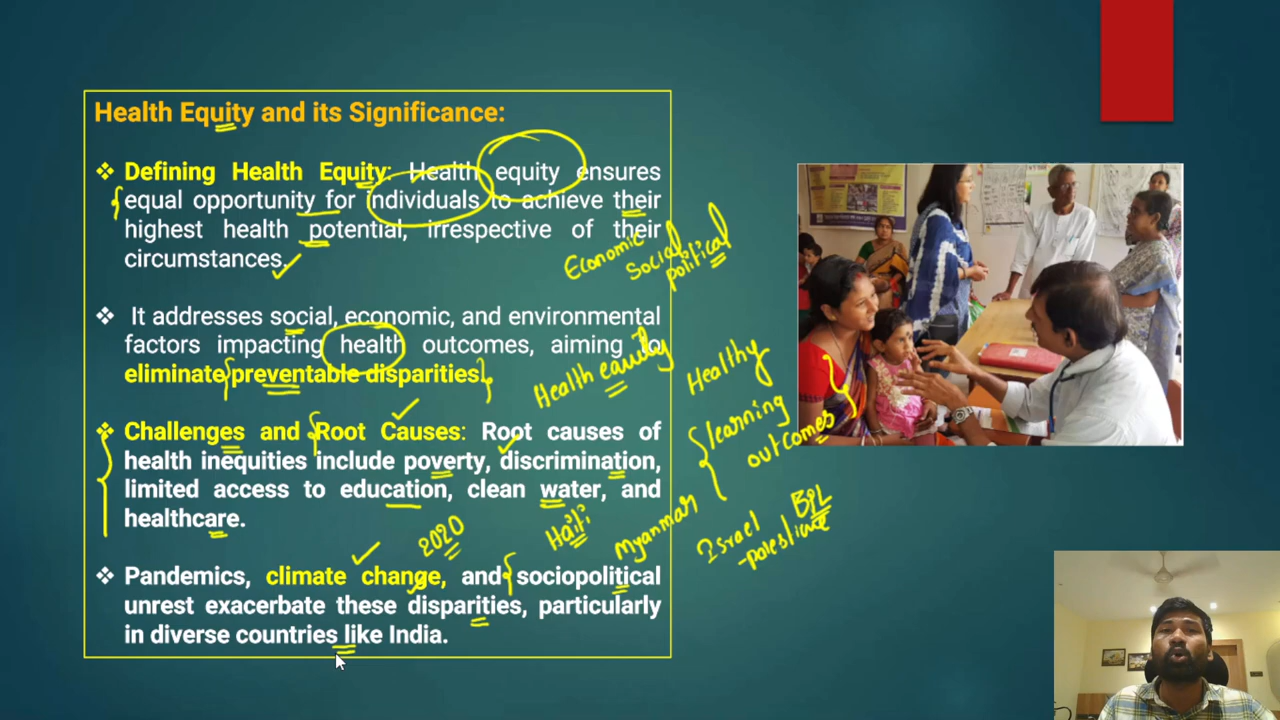 Health Equity and its Significance:
❖ Defining Health Equity: Health equity ensures
equal opportunity for individuals to achieve their
highest health potential, irrespective of their
circumstances.
Economic
social
political
❖ It addresses social, economic, and environmental
factors impacting health outcomes, aiming to
eliminate preventable disparities.
Health equity
Healthy
learning
outcomes
❖ Challenges and Root Causes: Root causes of
health inequities include poverty, discrimination,
limited access to education, clean water, and
healthcare.
2020
Haiti
Myanmar
Israel
BPL
❖ Pandemics, climate change, and sociopolitical
unrest exacerbate these disparities, particularly
in diverse countries like India.